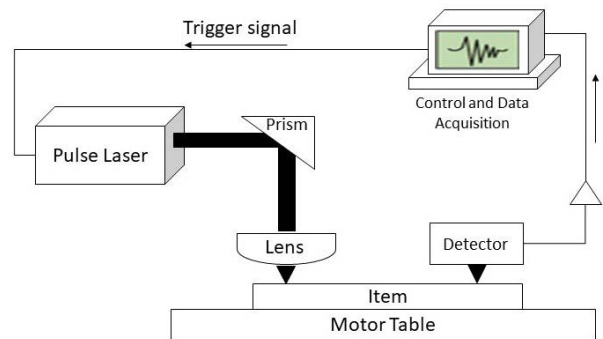 Trigger signal
Control and Data
Acquisition
Prism
Pulse Laser
Lens
Detector
Item
Motor Table